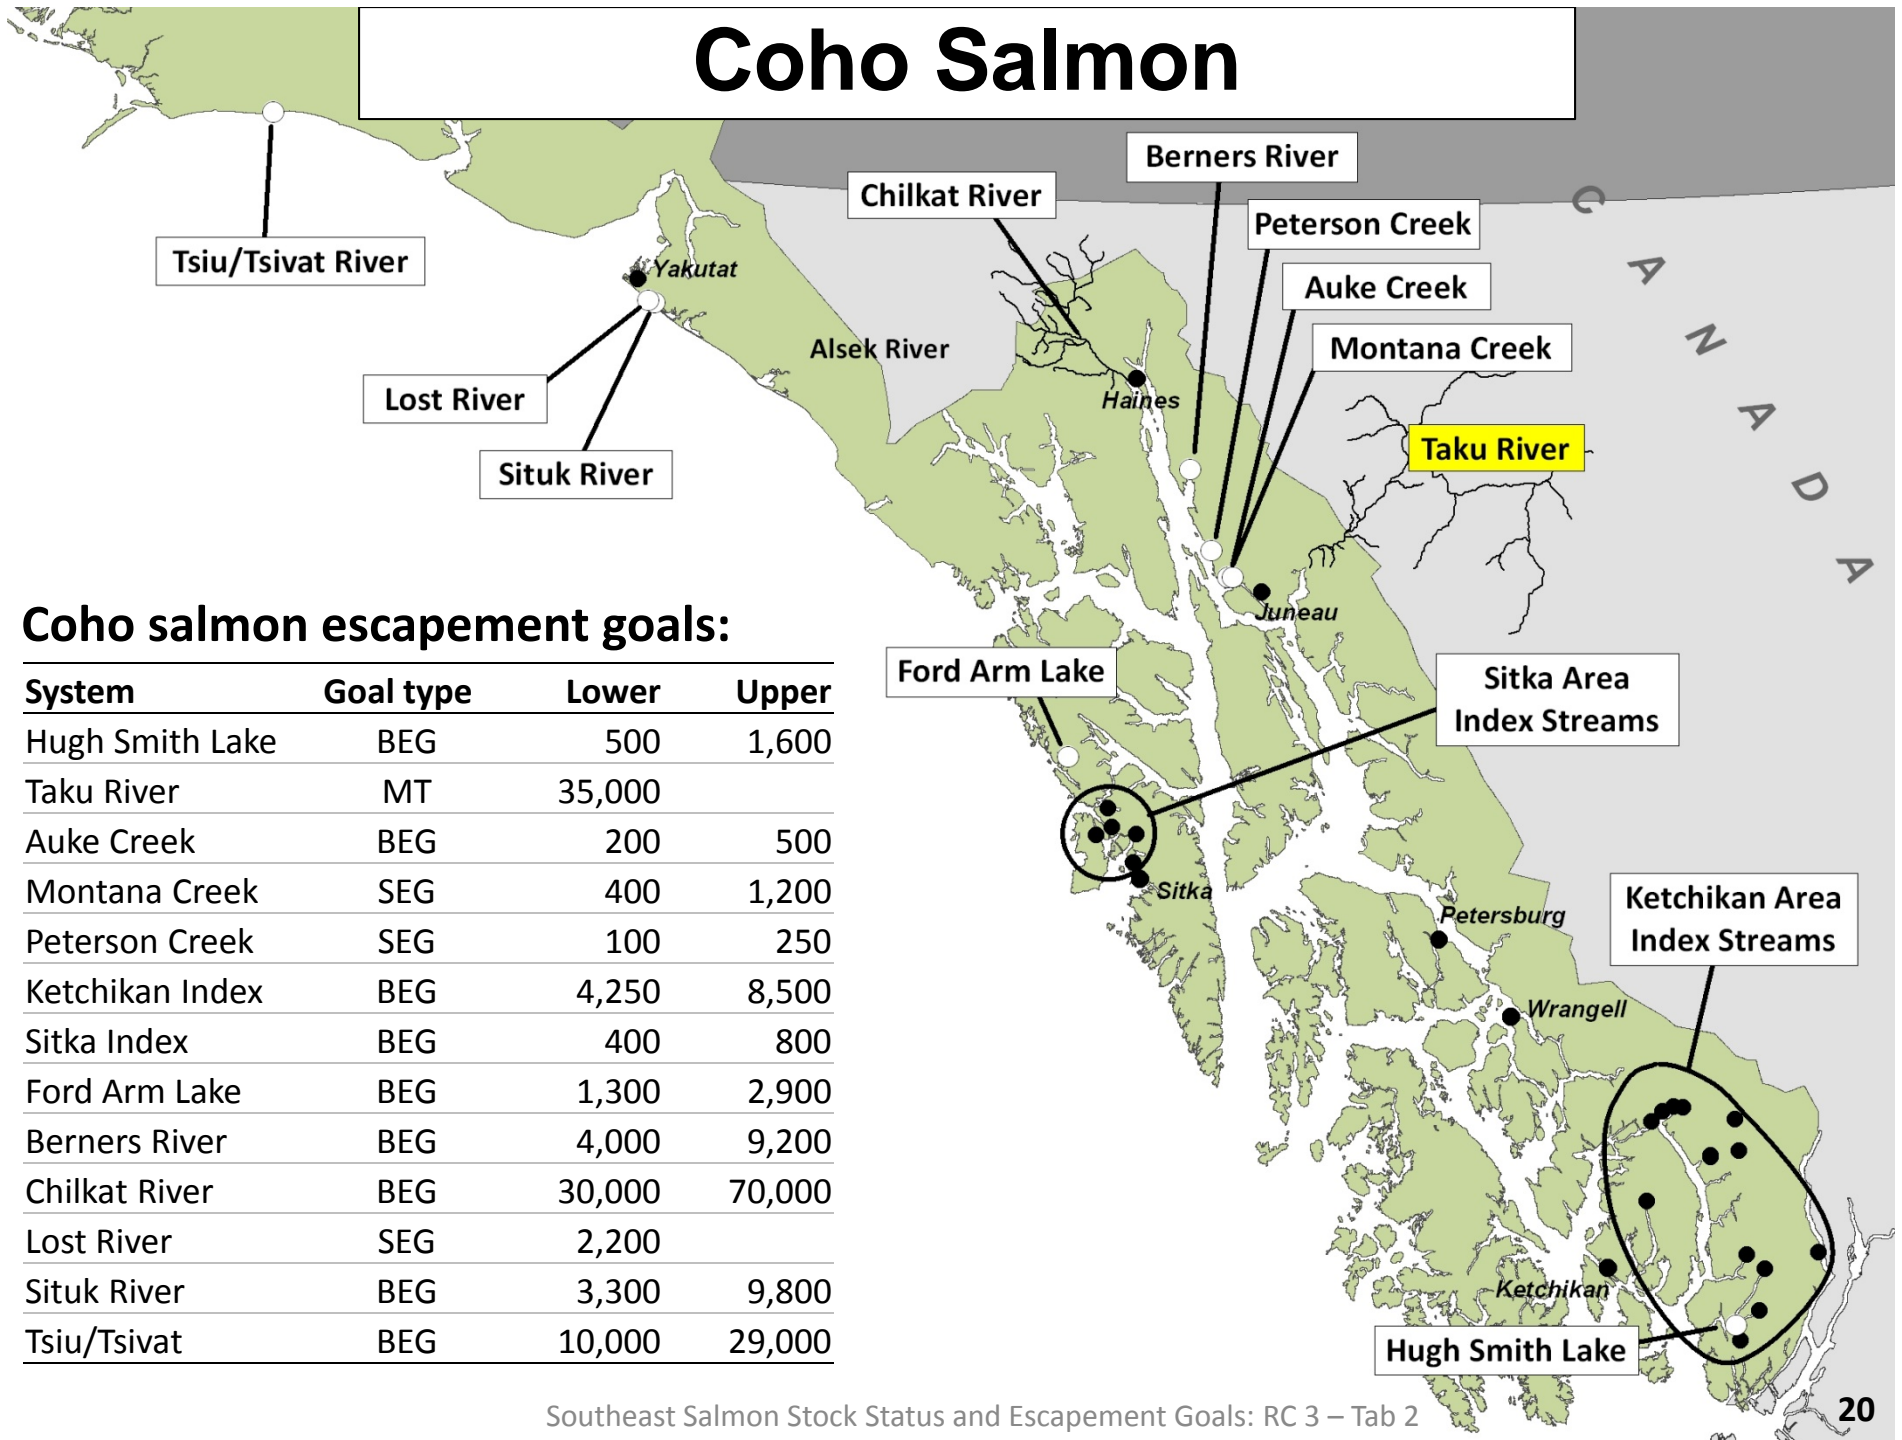 Coho Salmon
Berners River
Chilkat River
Peterson Creek
Tsiu/Tsivat River
Yakutat
Auke Creek
Alsek River
Montana Creek
Lost River
Haines
Situk River
Taku River
CANADA
Juneau
Coho salmon escapement goals:
System Goal type Lower Upper
Hugh Smith Lake BEG 500 1,600
Taku River MT 35,000
Auke Creek BEG 200 500
Montana Creek SEG 400 1,200
Peterson Creek SEG 100 250
Ketchikan Index BEG 4,250 8,500
Sitka Index BEG 400 800
Ford Arm Lake BEG 1,300 2,900
Berners River BEG 4,000 9,200
Chilkat River BEG 30,000 70,000
Lost River SEG 2,200
Situk River BEG 3,300 9,800
Tsiu/Tsivat BEG 10,000 29,000
Ford Arm Lake
Sitka Area
Index Streams
Sitka
Petersburg
Ketchikan Area
Index Streams
Wrangell
Ketchikan
Hugh Smith Lake
Southeast Salmon Stock Status and Escapement Goals: RC 3 – Tab 2
20